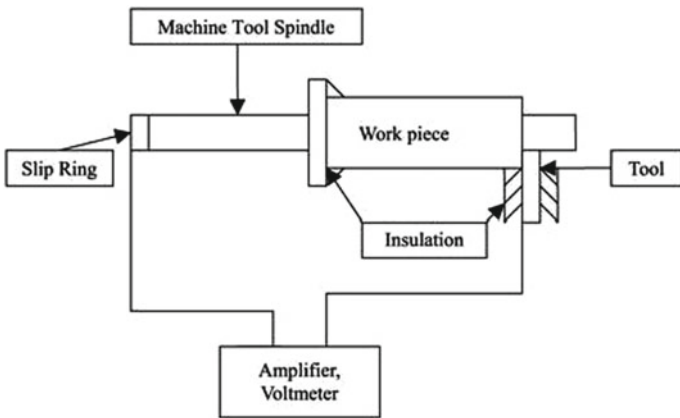 Machine Tool Spindle
Work piece
Slip Ring
Tool
Insulation
Amplifier,
Voltmeter